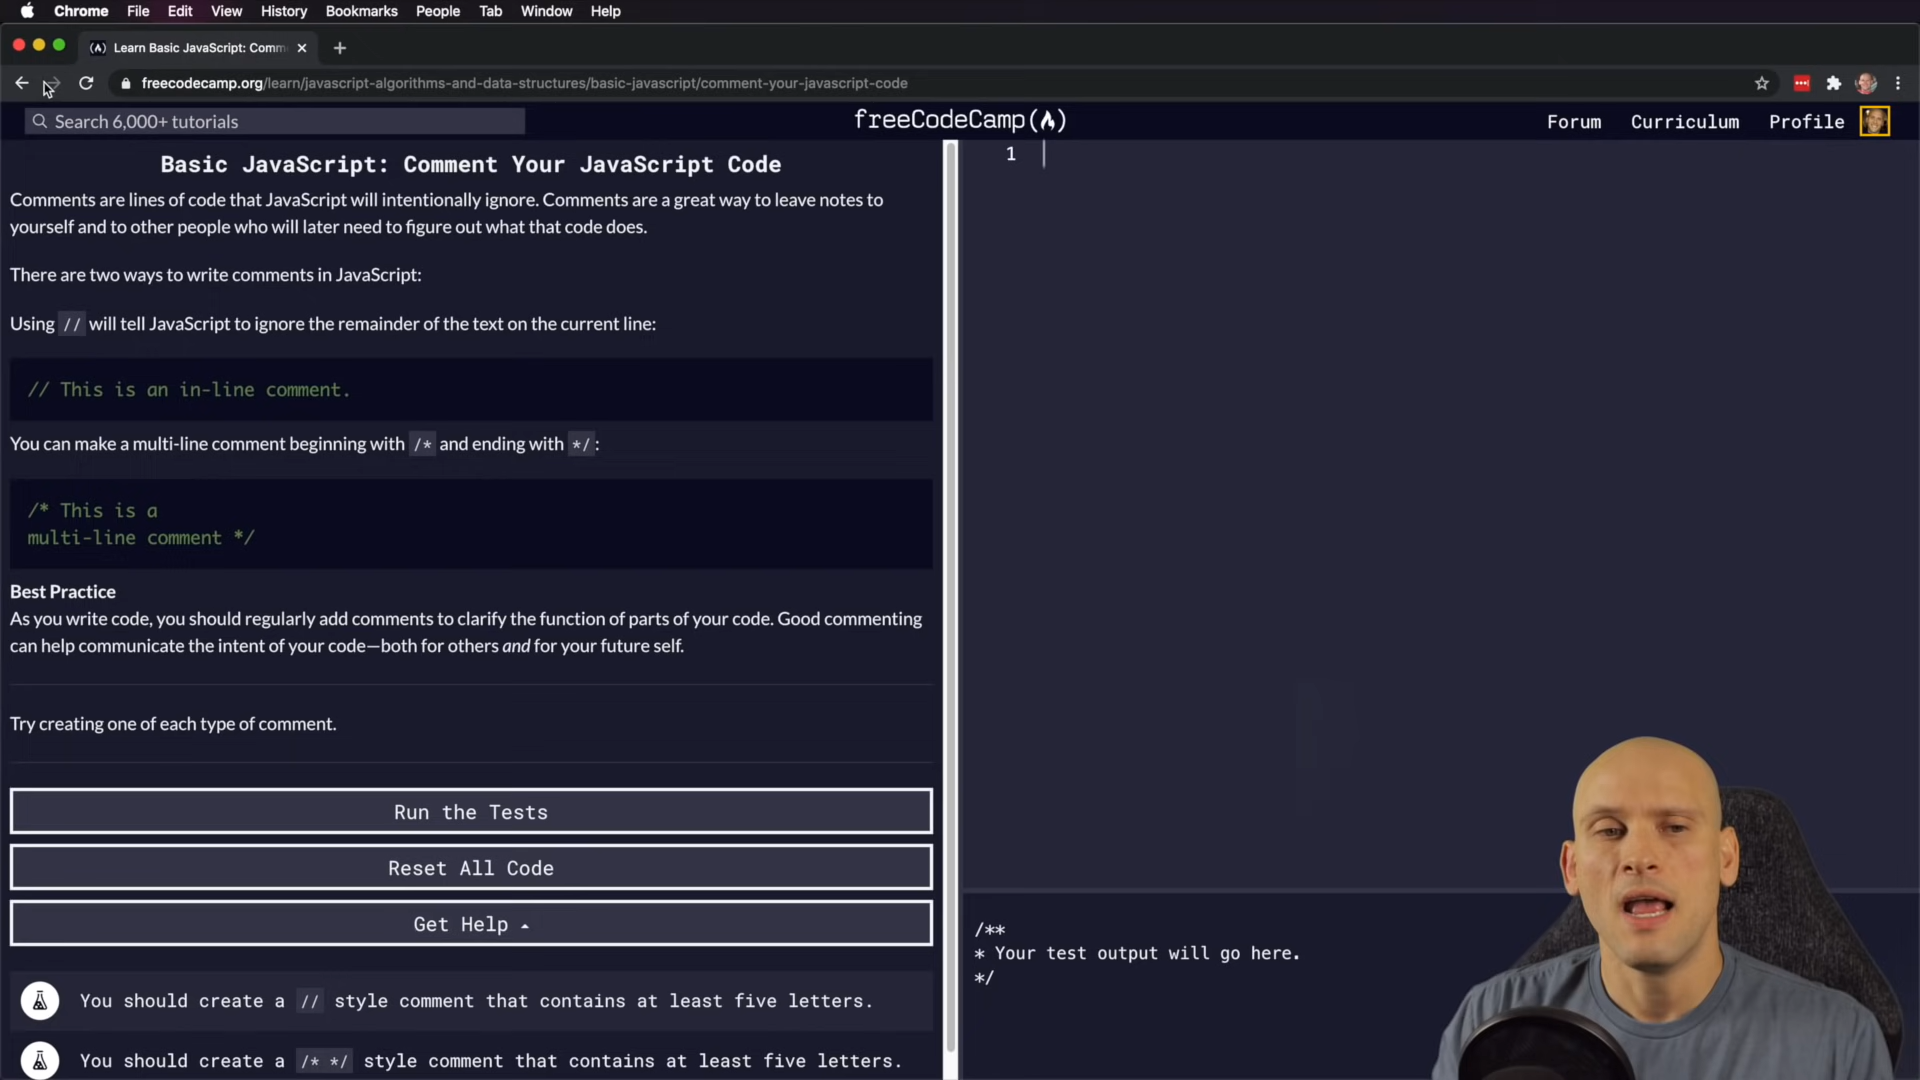 Chrome File Edit View History Bookmarks People Tab Window Help
Learn Basic JavaScript: Comm
freecodecamp.org/learn/javascript-algorithms-and-data-structures/basic-javascript/comment-your-javascript-code
Search 6,000+ tutorials
freeCodeCamp
Forum Curriculum Profile
Basic JavaScript: Comment Your JavaScript Code
Comments are lines of code that JavaScript will intentionally ignore. Comments are a great way to leave notes to
yourself and to other people who will later need to figure out what that code does.
There are two ways to write comments in JavaScript:
Using // will tell JavaScript to ignore the remainder of the text on the current line:
// This is an in-line comment.
You can make a multi-line comment beginning with /* and ending with */:
/* This is a
multi-line comment */
Best Practice
As you write code, you should regularly add comments to clarify the function of parts of your code. Good commenting
can help communicate the intent of your code—both for others and for your future self.
Try creating one of each type of comment.
Run the Tests
Reset All Code
Get Help
You should create a // style comment that contains at least five letters.
You should create a /* */ style comment that contains at least five letters.
1
/**
* Your test output will go here.
*/